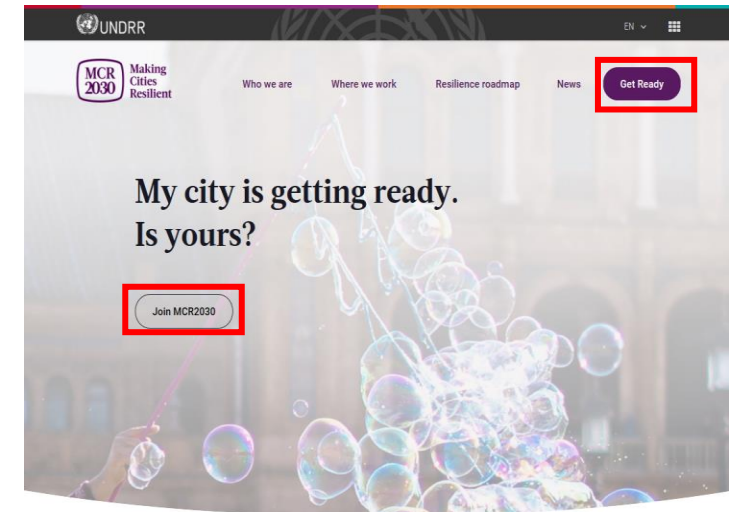 UNDRR
EN
MCR
2030
Making
Cities
Resilient
Who we are
Where we work
Resilience roadmap
News
Get Ready
My city is getting ready.
Is yours?
Join MCR2030